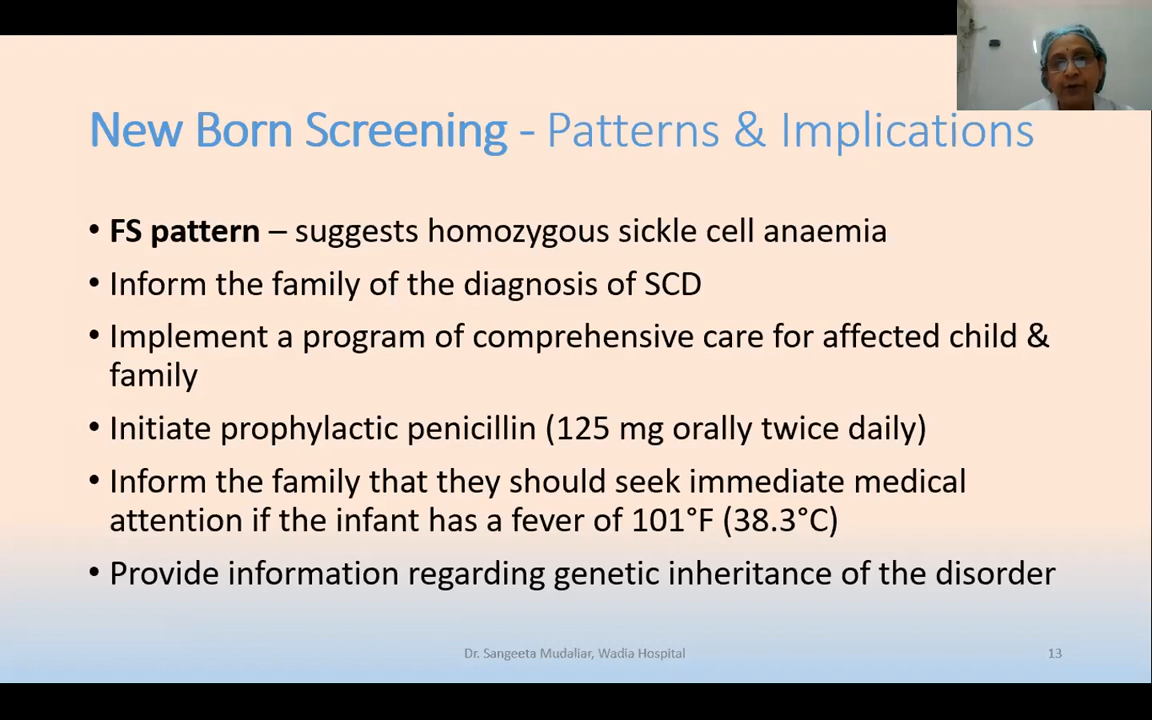 New Born Screening - Patterns & Implications
• FS pattern – suggests homozygous sickle cell anaemia
• Inform the family of the diagnosis of SCD
• Implement a program of comprehensive care for affected child &
family
• Initiate prophylactic penicillin (125 mg orally twice daily)
• Inform the family that they should seek immediate medical
attention if the infant has a fever of 101°F (38.3°C)
• Provide information regarding genetic inheritance of the disorder
Dr. Sangeeta Mudaliar, Wadia Hospital
13